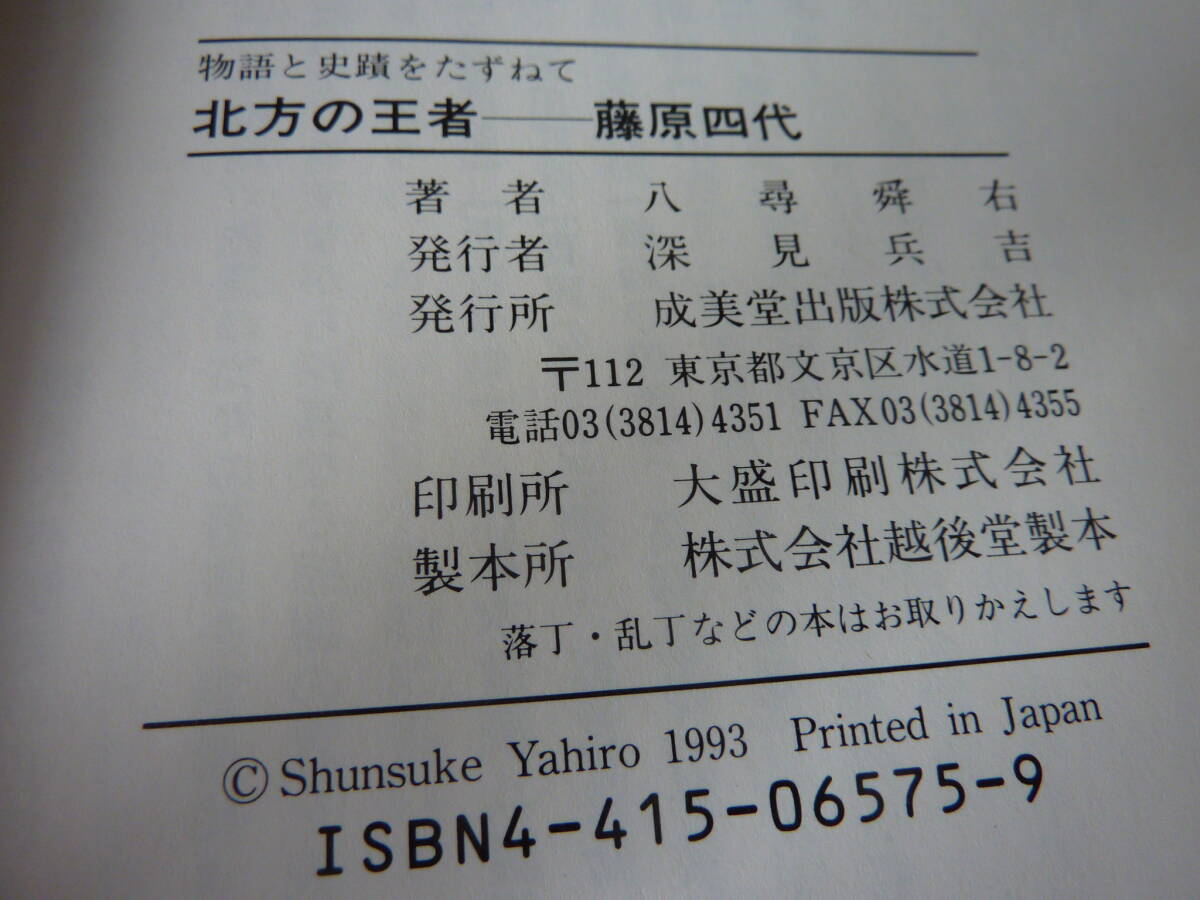 物語と史蹟をたずねて
北方の王者――藤原四代
著者 八尋舜右
発行者 深見兵吉
発行所 成美堂出版株式会社
〒112 東京都文京区水道1-8-2
電話03(3814)4351 FAX03(3814)4355
印刷所 大盛印刷株式会社
製本所 株式会社越後堂製本
落丁・乱丁などの本はお取りかえします
©Shunsuke Yahiro 1993 Printed in Japan
ISBN4-415-06575-9